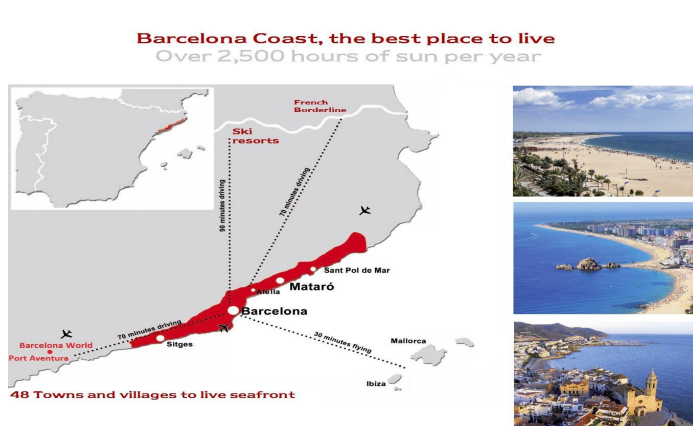 Barcelona Coast, the best place to live
Over 2,500 hours of sun per year
French
Borderline
Ski
resorts
90 minutes driving
70 minutes driving
Sant Pol de Mar
Mataró
Alella
Barcelona
70 minutes driving
30 minutes flying
Barcelona World
Port Aventura
Sitges
Mallorca
Ibiza
48 Towns and villages to live seafront